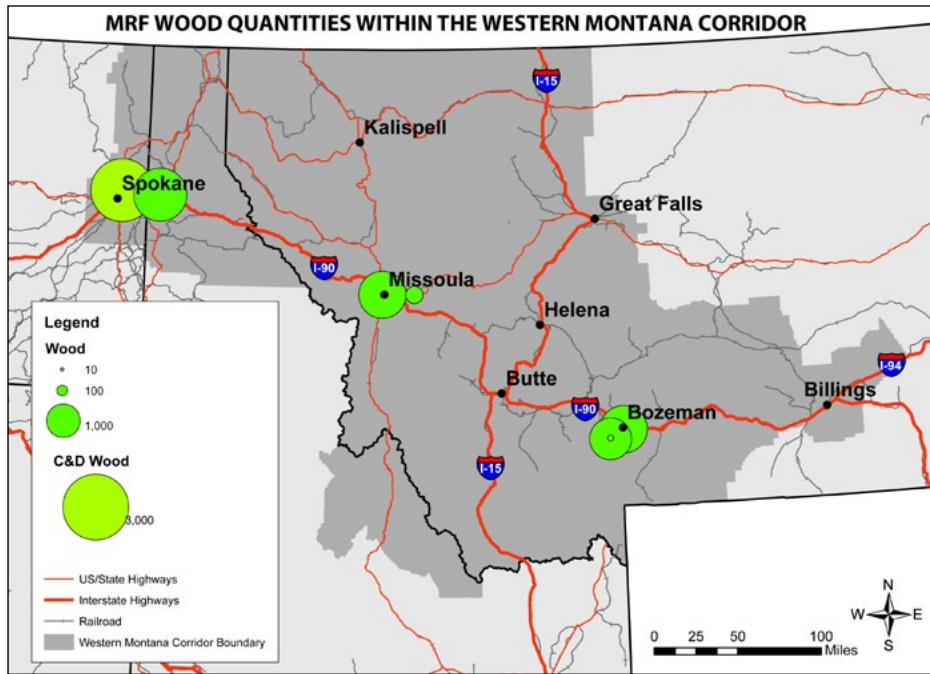 MRF WOOD QUANTITIES WITHIN THE WESTERN MONTANA CORRIDOR
I-15
Kalispell
Spokane
Great Falls
I-90
Missoula
Helena
I-94
Butte
Billings
I-90
Bozeman
I-15
Legend
Wood
10
100
1,000
C&D Wood
3,000
US/State Highways
Interstate Highways
Railroad
Western Montana Corridor Boundary
N
W E
S
0 25 50 100
Miles